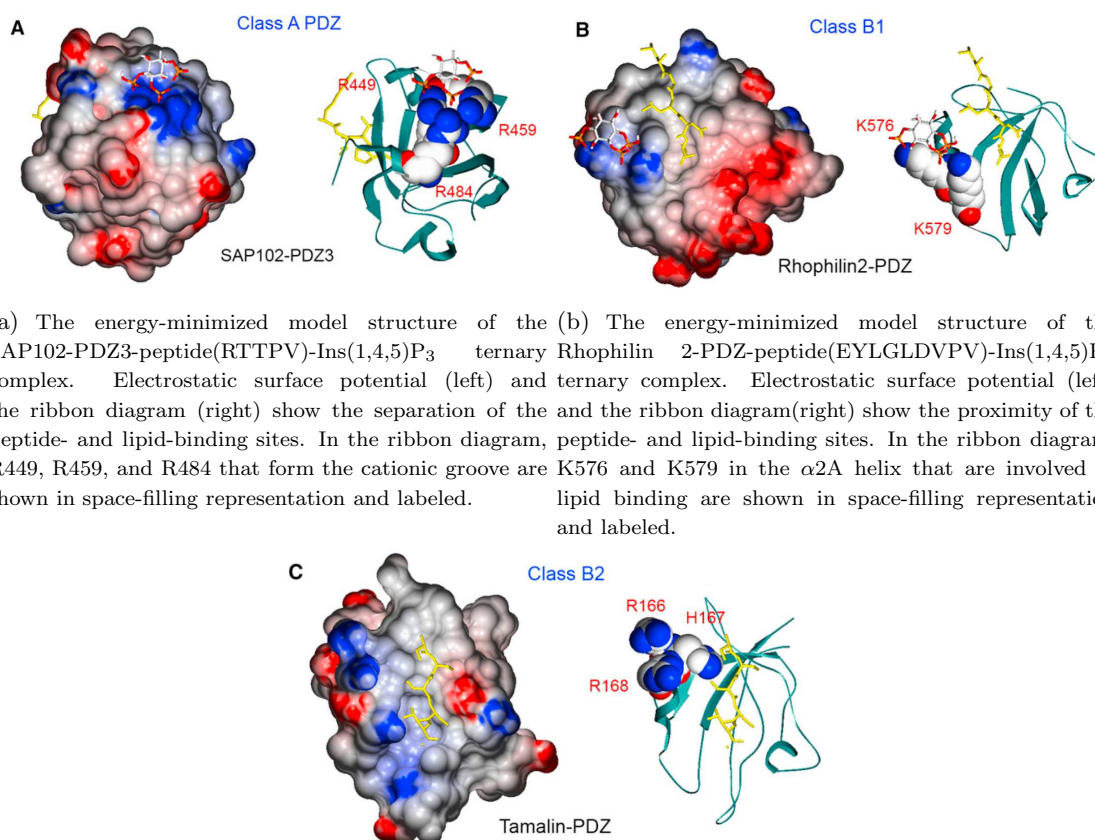 A
Class A PDZ
R449
R459
R484
SAP102-PDZ3
B
Class B1
K576
K579
Rhophilin2-PDZ
a) The energy-minimized model structure of the
AP102-PDZ3-peptide(RTTPV)-Ins(1,4,5)P₃ ternary
omplex. Electrostatic surface potential (left) and
he ribbon diagram (right) show the separation of the
eptide- and lipid-binding sites. In the ribbon diagram,
R449, R459, and R484 that form the cationic groove are
hown in space-filling representation and labeled.
(b) The energy-minimized model structure of th
Rhophilin 2-PDZ-peptide(EYLGLDVPV)-Ins(1,4,5)P
ternary complex. Electrostatic surface potential (left
and the ribbon diagram(right) show the proximity of th
peptide- and lipid-binding sites. In the ribbon diagram
K576 and K579 in the α2A helix that are involved
lipid binding are shown in space-filling representatio
and labeled.
C
Class B2
R166
H167
R168
Tamalin-PDZ